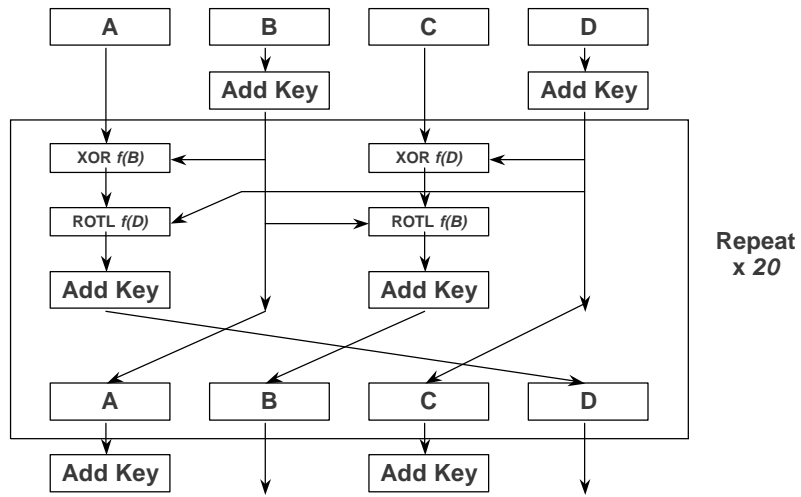 A B C D
Add Key Add Key
XOR f(B) XOR f(D)
ROTL f(D) ROTL f(B)
Repeat
x 20
Add Key Add Key
A B C D
Add Key Add Key